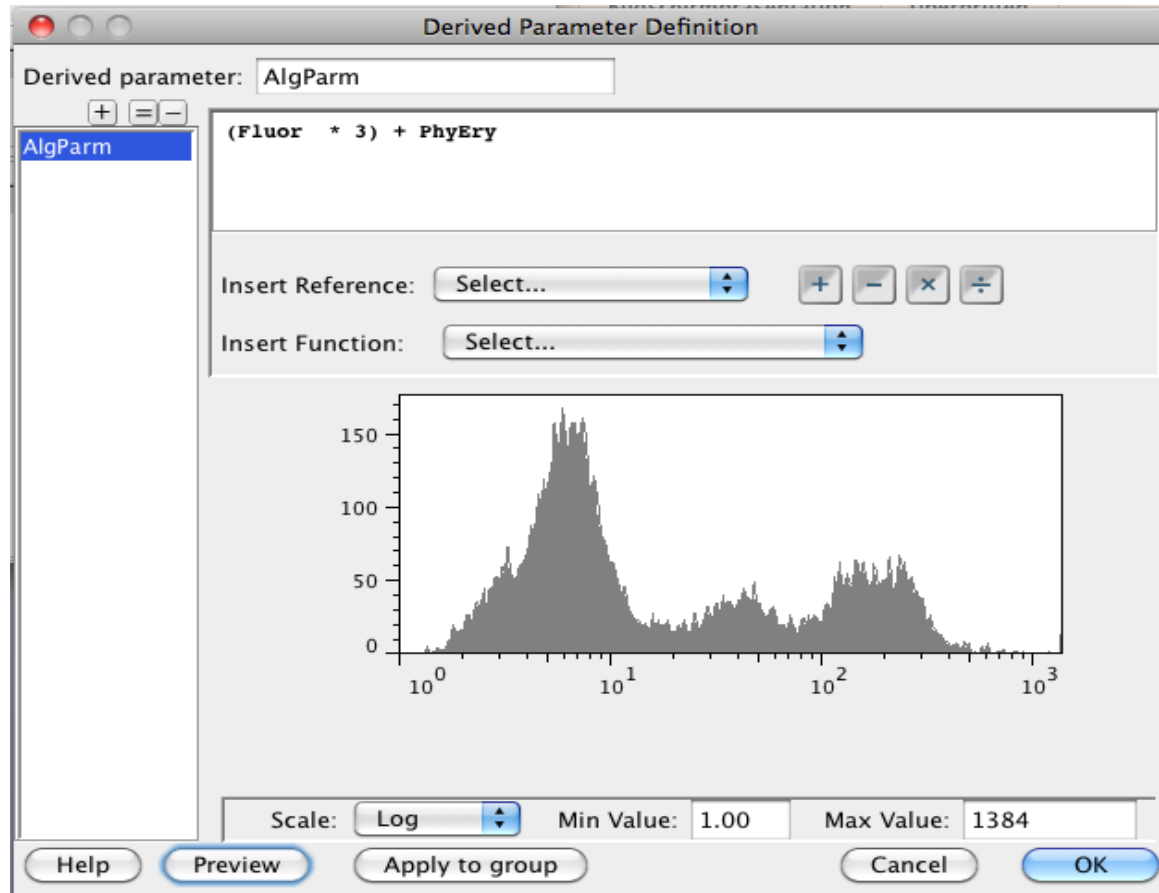 Derived Parameter Definition
Derived parameter: AlgParm
+ = −
AlgParm
(Fluor * 3) + PhyEry
Insert Reference: Select... + − × ÷
Insert Function: Select...
150
100
50
0
10^0 10^1 10^2 10^3
Scale: Log Min Value: 1.00 Max Value: 1384
Help Preview Apply to group Cancel OK